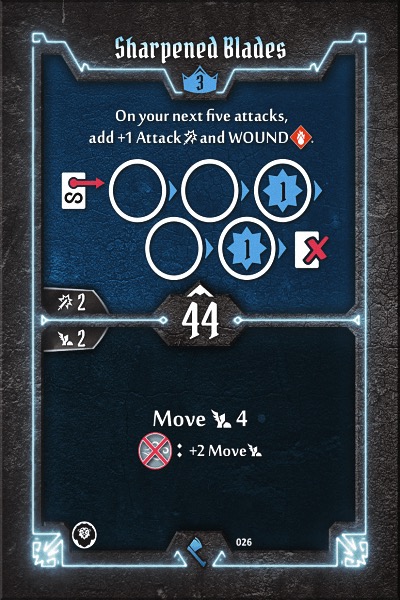 Sharpened Blades
3
On your next five attacks,
add +1 Attack and WOUND.
1
1
2
44
2
Move 4
: +2 Move
026